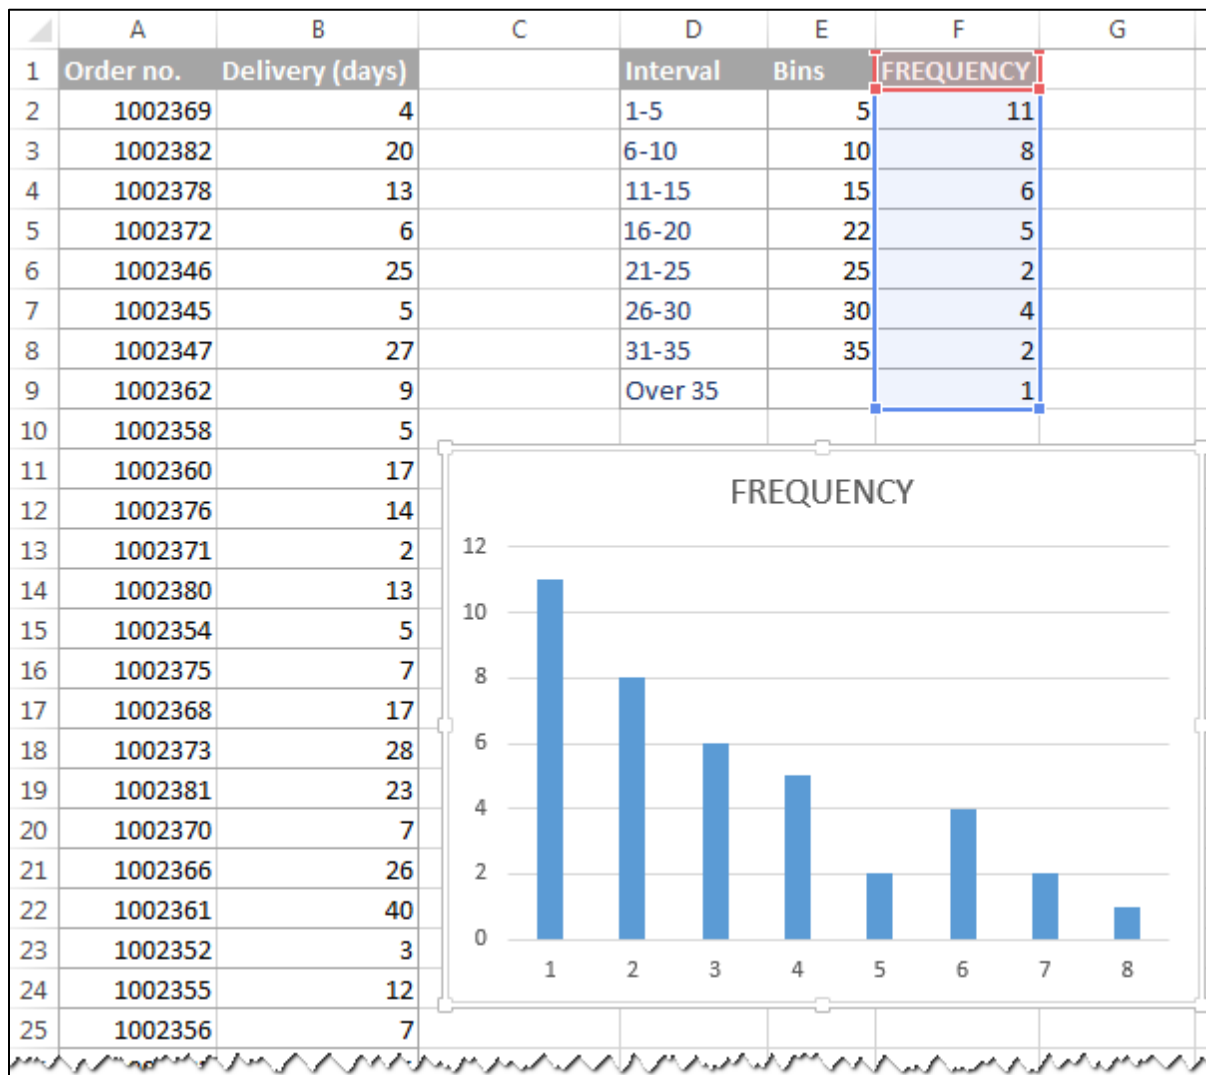 A B C D E F G
1 Order no. Delivery (days) Interval Bins FREQUENCY
2 1002369 4 1-5 5 11
3 1002382 20 6-10 10 8
4 1002378 13 11-15 15 6
5 1002372 6 16-20 22 5
6 1002346 25 21-25 25 2
7 1002345 5 26-30 30 4
8 1002347 27 31-35 35 2
9 1002362 9 Over 35 1
10 1002358 5
11 1002360 17
12 1002376 14
13 1002371 2
14 1002380 13
15 1002354 5
16 1002375 7
17 1002368 17
18 1002373 28
19 1002381 23
20 1002370 7
21 1002366 26
22 1002361 40
23 1002352 3
24 1002355 12
25 1002356 7
FREQUENCY
12
10
8
6
4
2
0
1 2 3 4 5 6 7 8